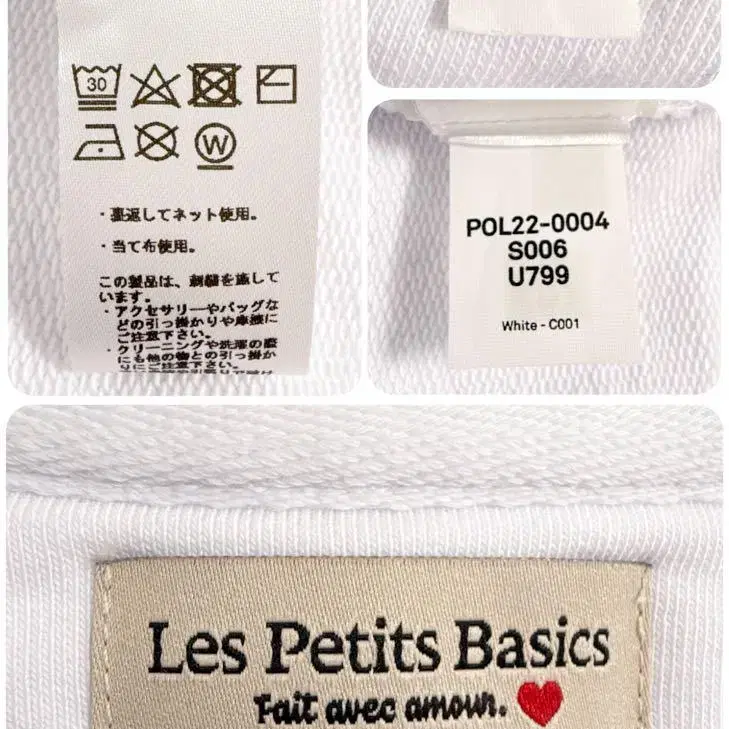 30
W
・裏返してネット使用。
・当て布使用。
この製品は、刺繍を施して
います。
・アクセサリーやバッグな
どの引っ掛かりや摩擦に
ご注意下さい。
・クリーニングや洗濯の際
にも他の物との引っ掛か
POL22-0004
S006
U799
White - C001
Les Petits Basics
Fait avec amour.